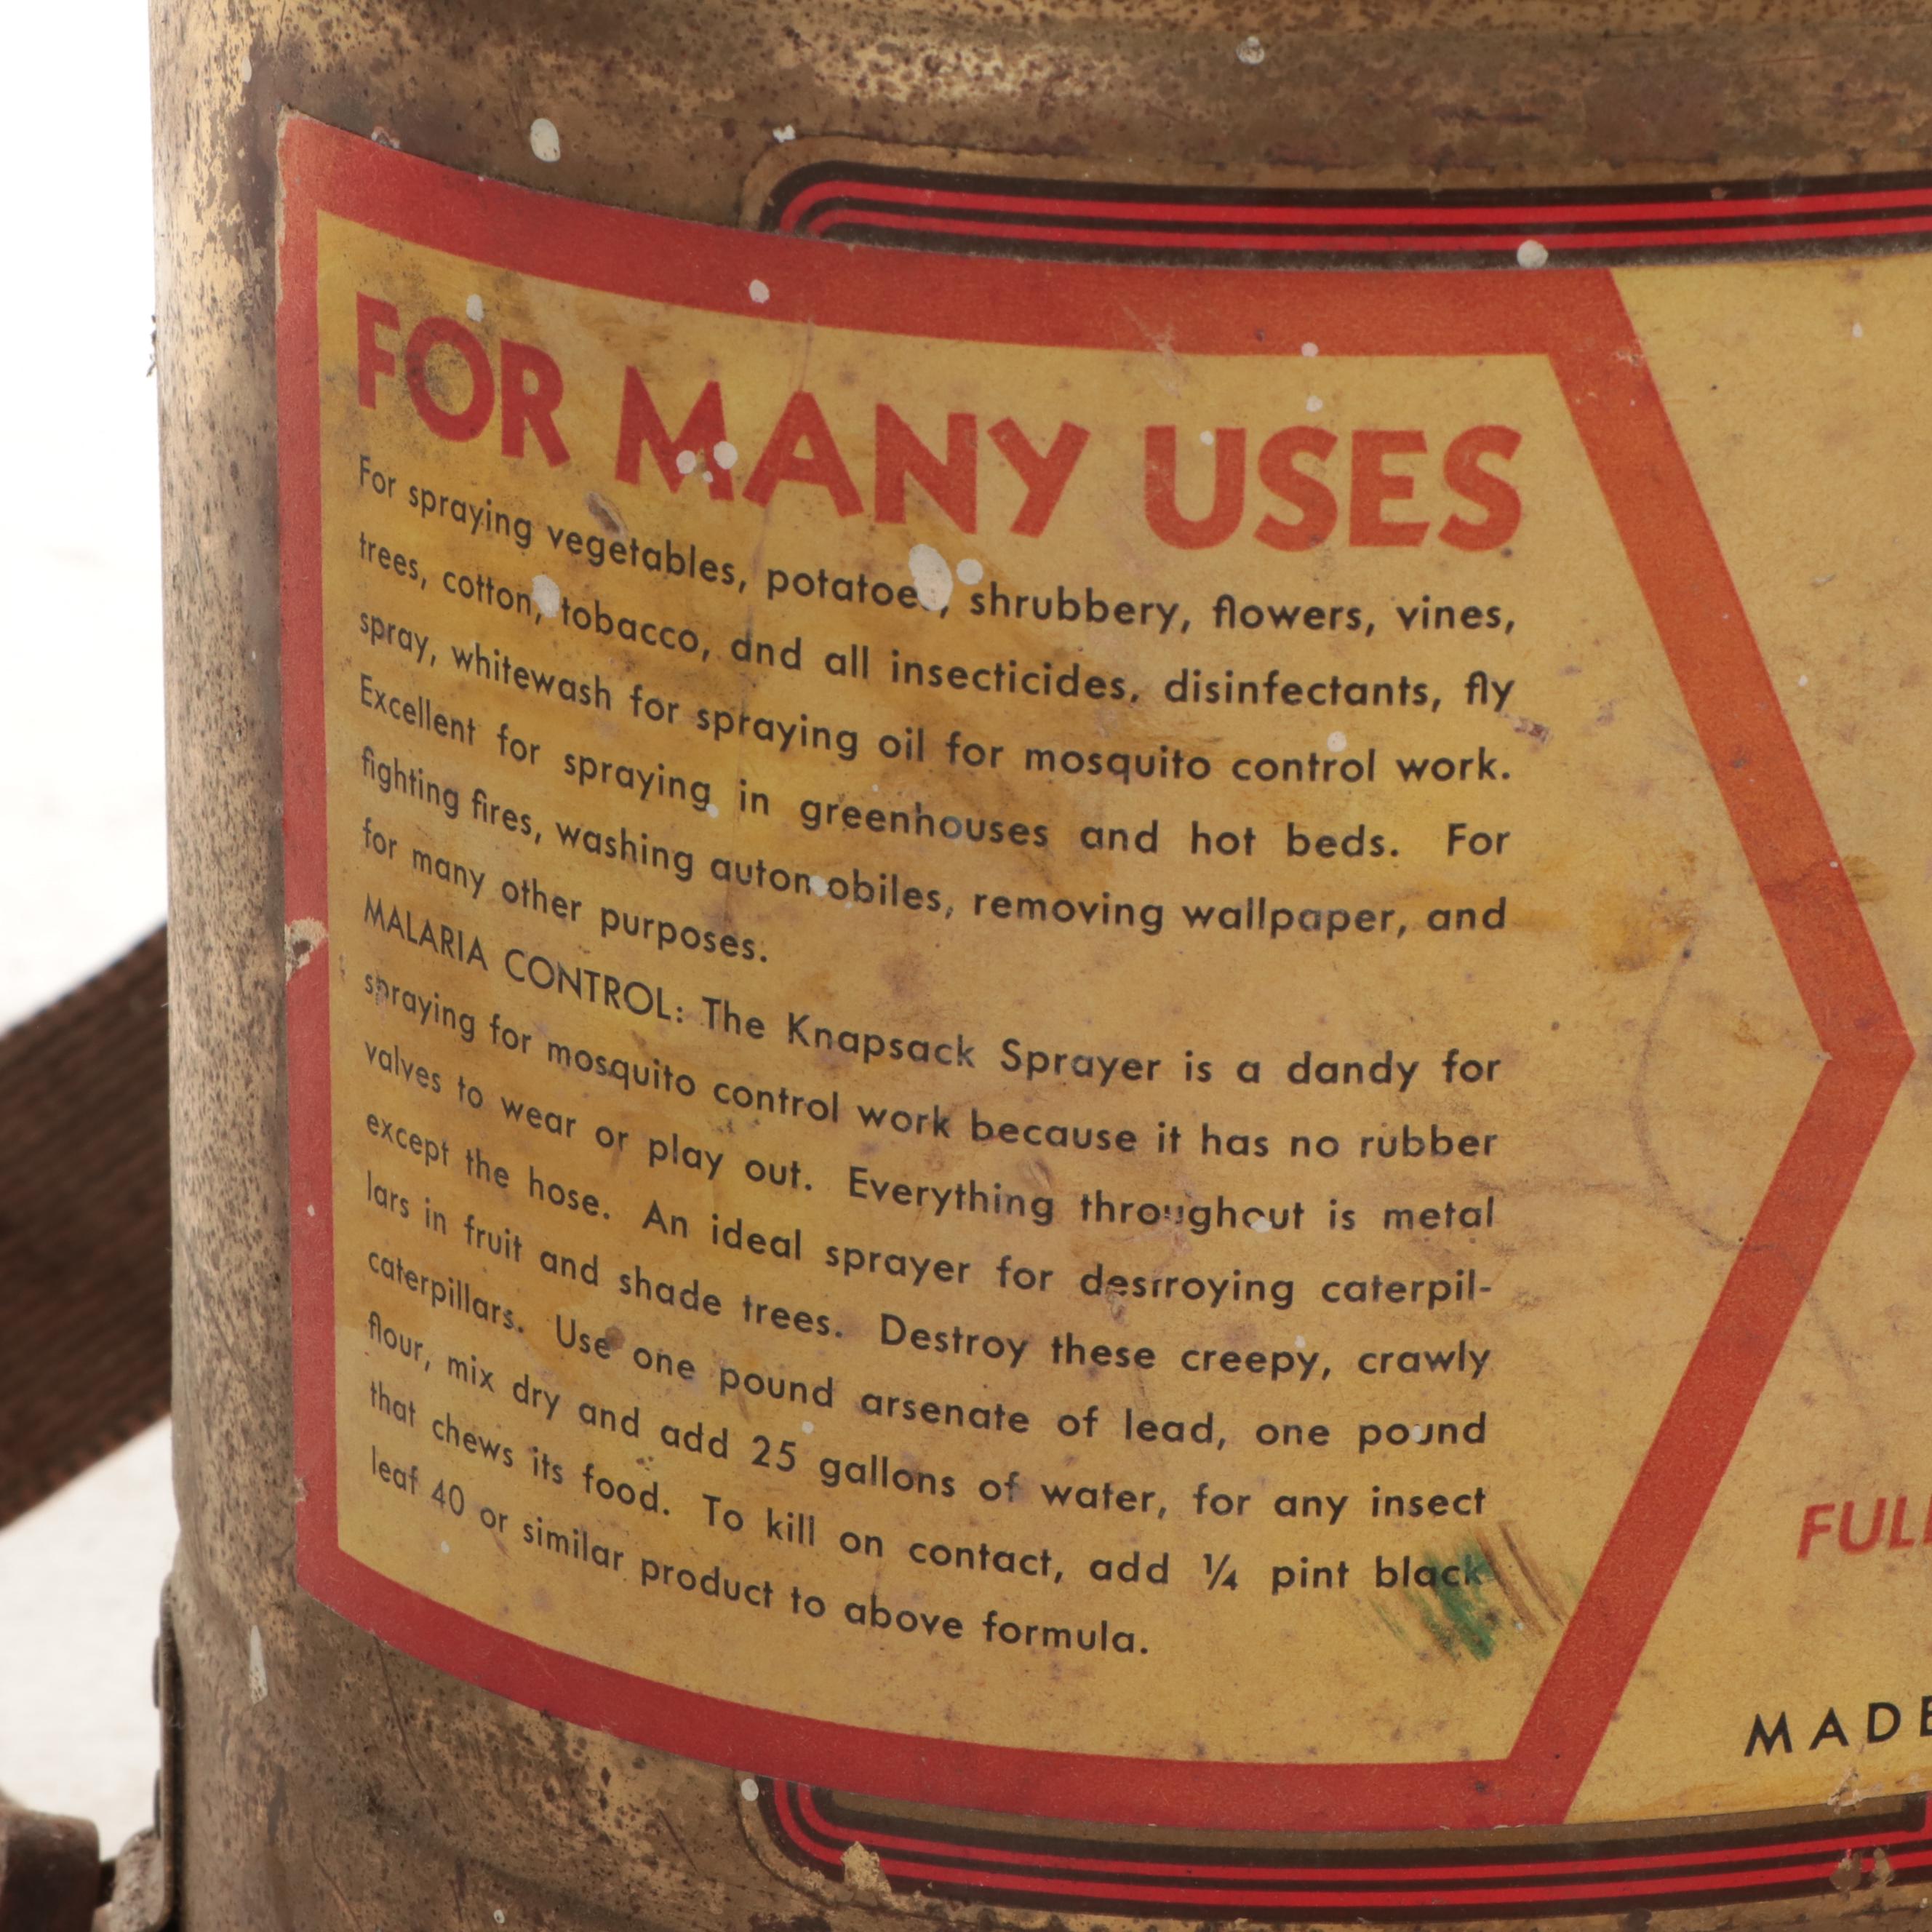 FOR MANY USES
For spraying vegetables, potatoes, shrubbery, flowers, vines,
trees, cotton, tobacco, and all insecticides, disinfectants, fly
spray, whitewash for spraying oil for mosquito control work.
Excellent for spraying in greenhouses and hot beds. For
fighting fires, washing automobiles, removing wallpaper, and
for many other purposes.
MALARIA CONTROL: The Knapsack Sprayer is a dandy for
spraying for mosquito control work because it has no rubber
valves to wear or play out. Everything throughout is metal
except the hose. An ideal sprayer for destroying caterpil-
lars in fruit and shade trees. Destroy these creepy, crawly
caterpillars. Use one pound arsenate of lead, one pound
flour, mix dry and add 25 gallons of water, for any insect
that chews its food. To kill on contact, add ¼ pint black
leaf 40 or similar product to above formula.
FULL
MADE